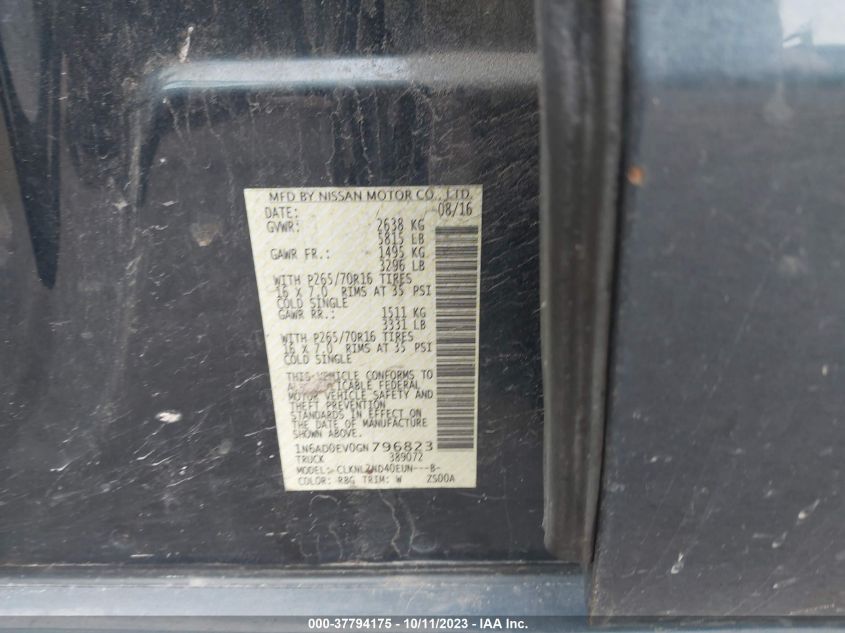 MFD BY NISSAN MOTOR CO., LTD.
DATE: 08/16
GVWR: 2638 KG
5815 LB
GAWR FR.: 1495 KG
3296 LB
WITH P265/70R16 TIRES
16 X 7.0 RIMS AT 35 PSI
COLD SINGLE
GAWR RR.: 1511 KG
3331 LB
WITH P265/70R16 TIRES
16 X 7.0 RIMS AT 35 PSI
COLD SINGLE
THIS VEHICLE CONFORMS TO
ALL APPLICABLE FEDERAL
MOTOR VEHICLE SAFETY AND
THEFT PREVENTION
STANDARDS IN EFFECT ON
THE DATE OF MANUFACTURE
1N6AD0EV0GN796823
TRUCK 389072
MODEL: CLKNLZND40EUN---B-
COLOR: RBG TRIM: W ZS00A
000-37794175 - 10/11/2023 - IAA Inc.